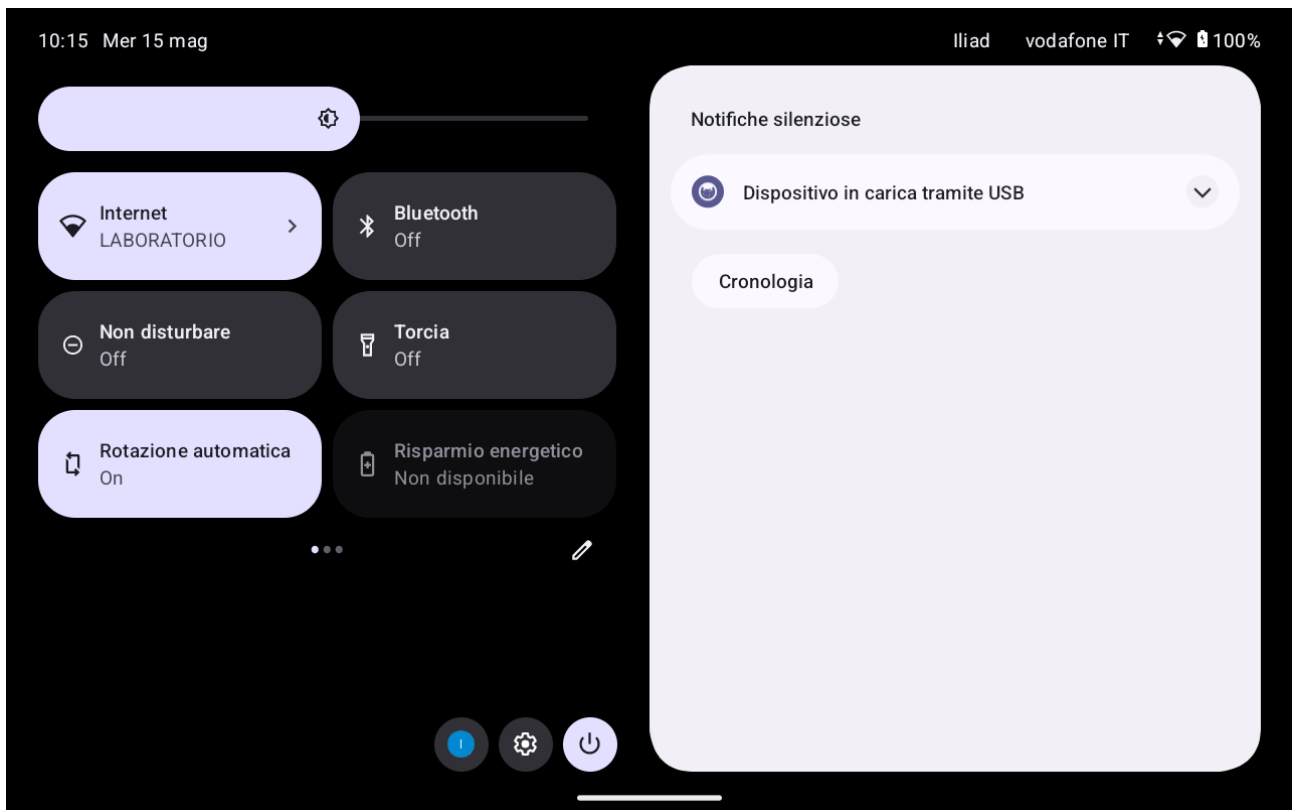 10:15 Mer 15 mag
Iliad vodafone IT 100%
Internet
LABORATORIO
Bluetooth
Off
Non disturbare
Off
Torcia
Off
Rotazione automatica
On
Risparmio energetico
Non disponibile
I
Notifiche silenziose
Dispositivo in carica tramite USB
Cronologia